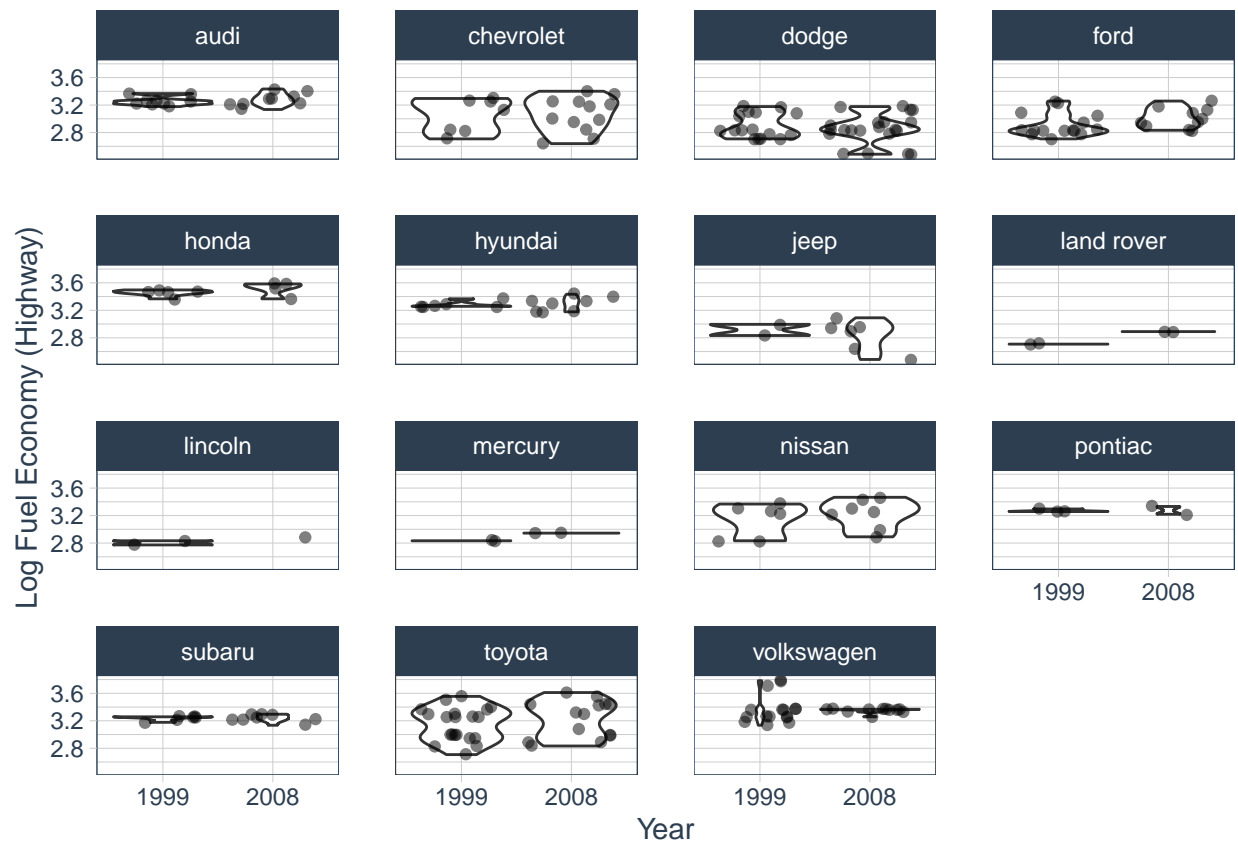 audi chevrolet dodge ford
3.6
3.2
2.8
honda hyundai jeep land rover
3.6
3.2
2.8
lincoln mercury nissan pontiac
3.6
3.2
2.8
1999 2008
subaru toyota volkswagen
3.6
3.2
2.8
1999 2008 1999 2008 1999 2008
Year
Log Fuel Economy (Highway)